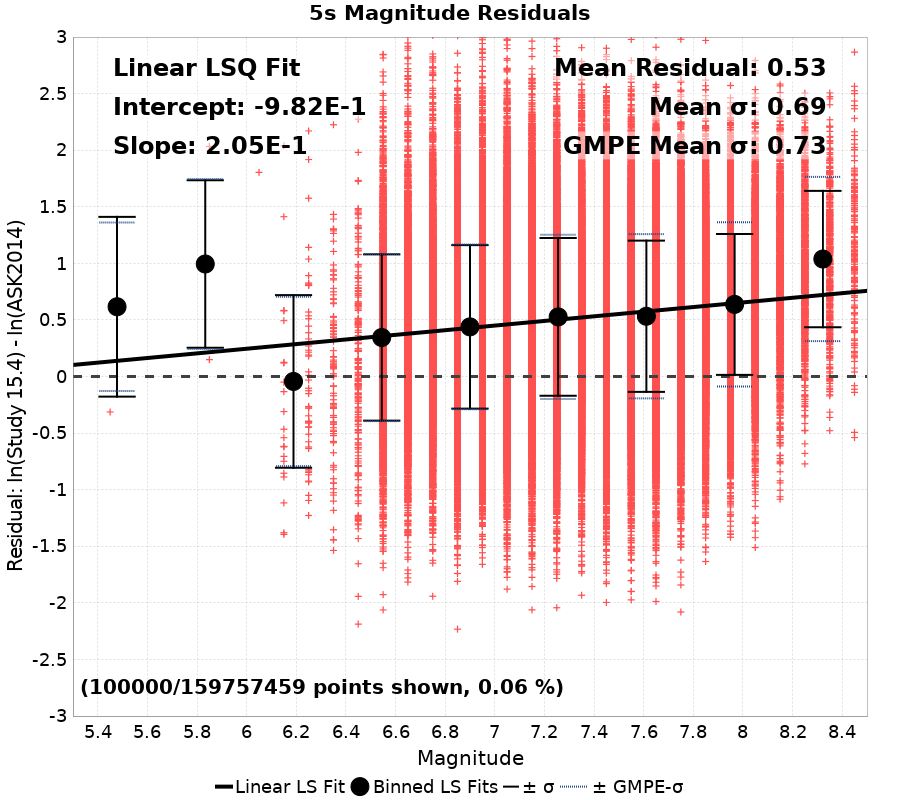 5s Magnitude Residuals
Linear LSQ Fit
Intercept: -9.82E-1
Slope: 2.05E-1
Mean Residual: 0.53
Mean σ: 0.69
GMPE Mean σ: 0.73
Residual: ln(Study 15.4) - ln(ASK2014)
3
2.5
2
1.5
1
0.5
0
-0.5
-1
-1.5
-2
-2.5
-3
(100000/159757459 points shown, 0.06 %)
5.4 5.6 5.8 6 6.2 6.4 6.6 6.8 7 7.2 7.4 7.6 7.8 8 8.2 8.4
Magnitude
Linear LS Fit Binned LS Fits ± σ ± GMPE-σ